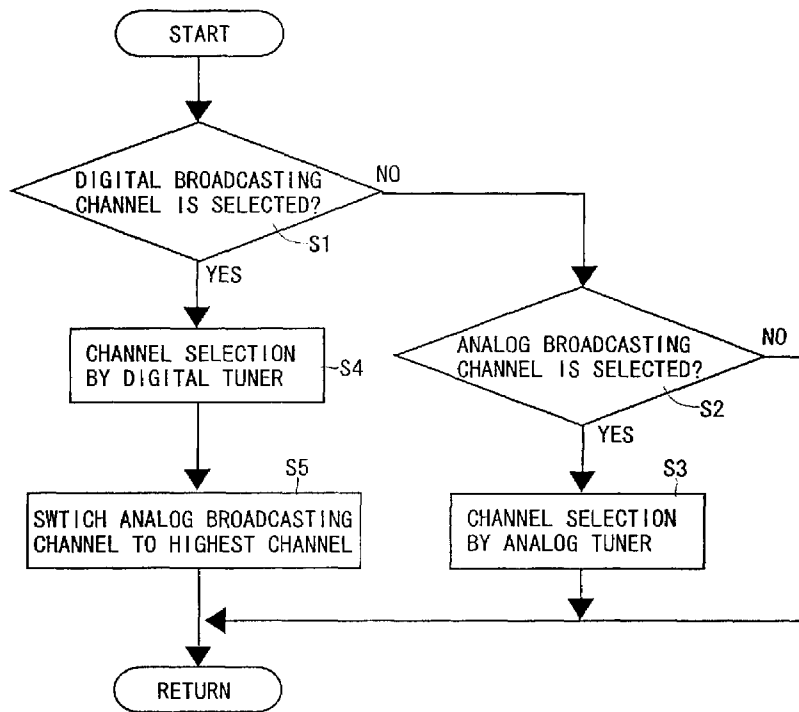 START
DIGITAL BROADCASTING
CHANNEL IS SELECTED?
S1
NO
YES
CHANNEL SELECTION
BY DIGITAL TUNER
S4
ANALOG BROADCASTING
CHANNEL IS SELECTED?
S2
NO
YES
S5
SWTICH ANALOG BROADCASTING
CHANNEL TO HIGHEST CHANNEL
S3
CHANNEL SELECTION
BY ANALOG TUNER
RETURN